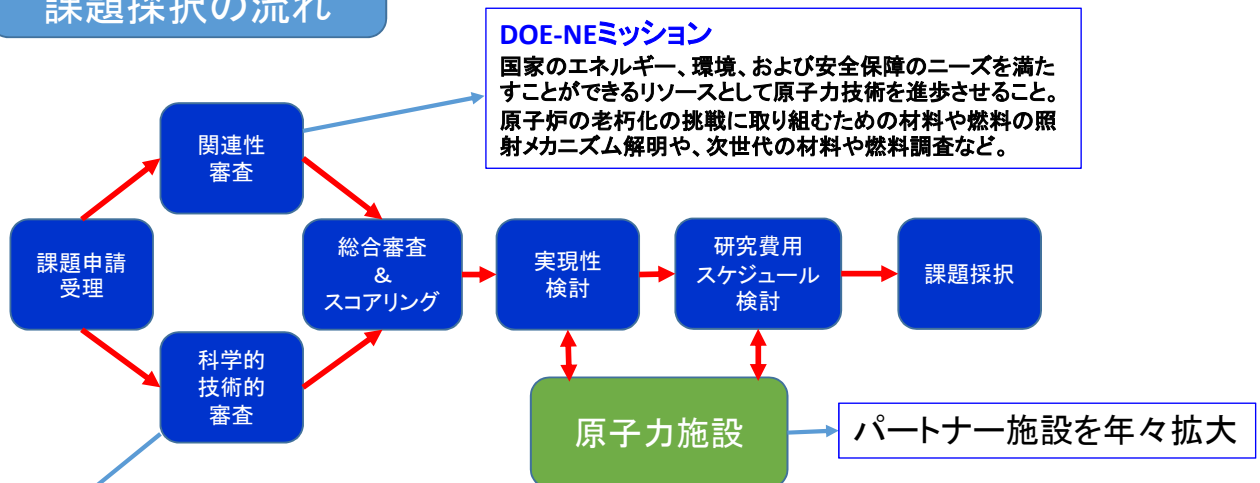 課題採択の流れ
DOE-NEミッション
国家のエネルギー、環境、および安全保障のニーズを満た
すことができるリソースとして原子力技術を進歩させること。
原子炉の老朽化の挑戦に取り組むための材料や燃料の照
射メカニズム解明や、次世代の材料や燃料調査など。
関連性
審査
課題申請
受理
総合審査
&
スコアリング
実現性
検討
研究費用
スケジュール
検討
課題採択
科学的
技術的
審査
原子力施設
パートナー施設を年々拡大